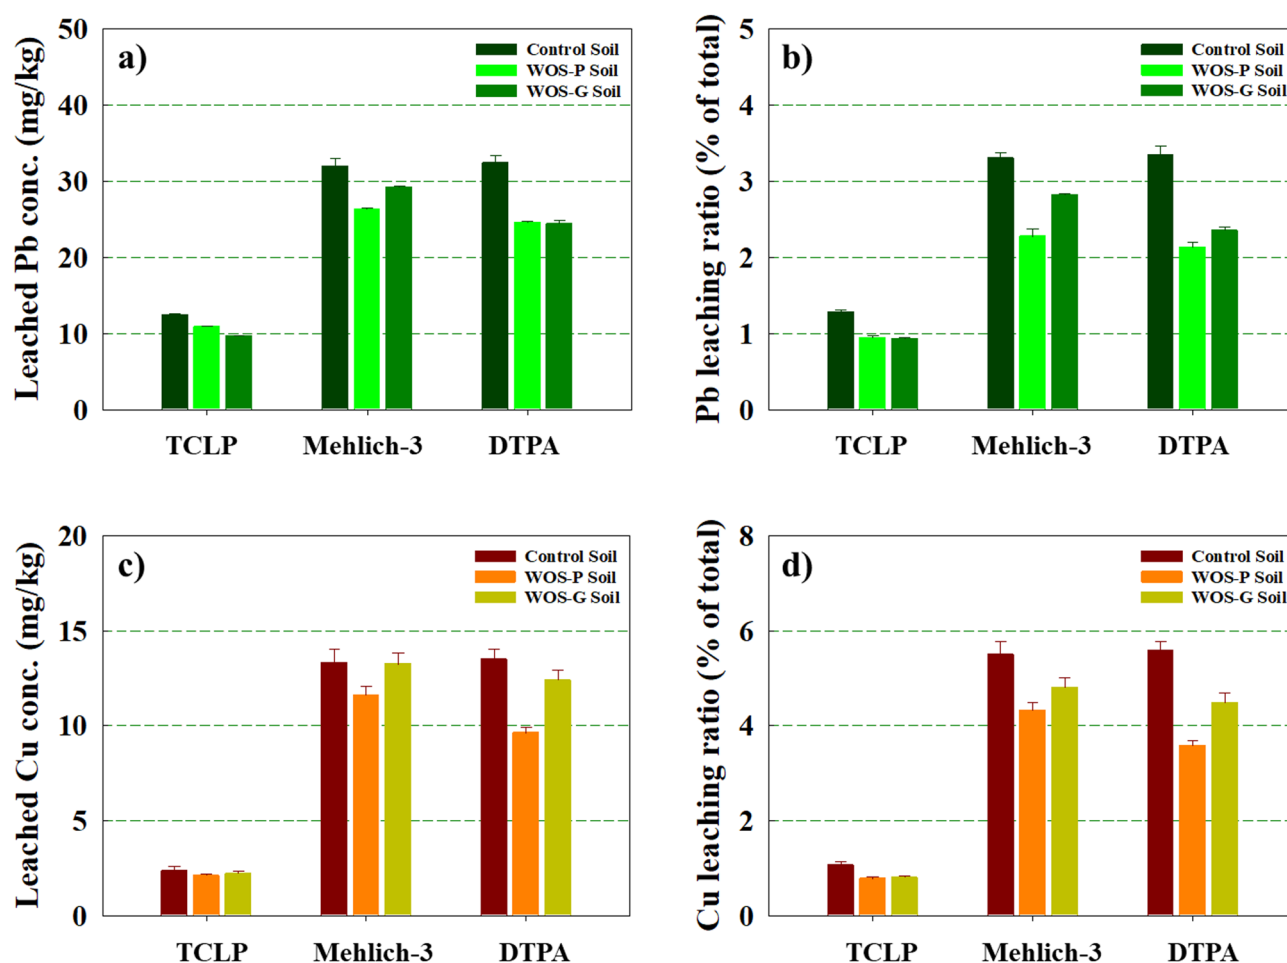 a)
Leached Pb conc. (mg/kg)
50
40
30
20
10
0
Control Soil
WOS-P Soil
WOS-G Soil
TCLP Mehlich-3 DTPA
b)
Pb leaching ratio (% of total)
5
4
3
2
1
0
Control Soil
WOS-P Soil
WOS-G Soil
TCLP Mehlich-3 DTPA
c)
Leached Cu conc. (mg/kg)
20
15
10
5
0
Control Soil
WOS-P Soil
WOS-G Soil
TCLP Mehlich-3 DTPA
d)
Cu leaching ratio (% of total)
8
6
4
2
0
Control Soil
WOS-P Soil
WOS-G Soil
TCLP Mehlich-3 DTPA